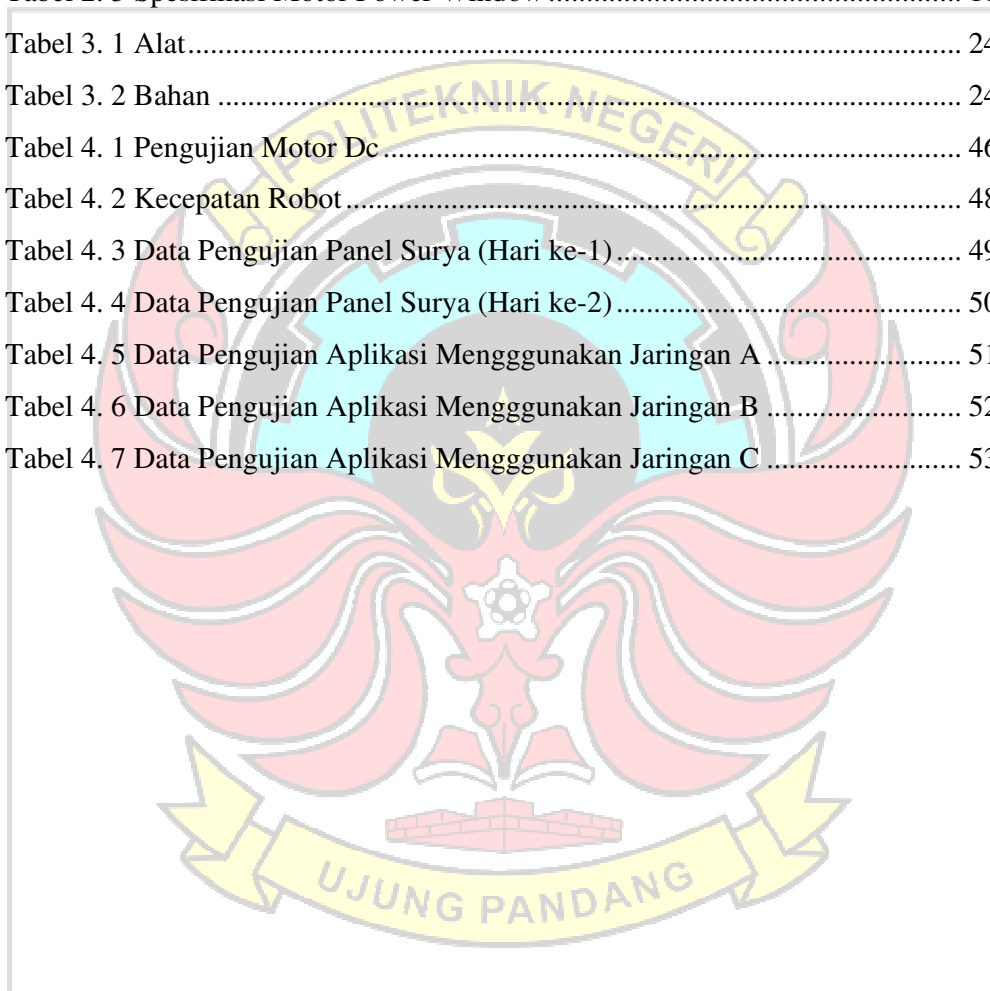 Tabel 3. 1 Alat.......................................................................................................24
Tabel 3. 2 Bahan ...................................................................................................24
Tabel 4. 1 Pengujian Motor Dc.............................................................................46
Tabel 4. 2 Kecepatan Robot..................................................................................48
Tabel 4. 3 Data Pengujian Panel Surya (Hari ke-1)..............................................49
Tabel 4. 4 Data Pengujian Panel Surya (Hari ke-2)..............................................50
Tabel 4. 5 Data Pengujian Aplikasi Mengggunakan Jaringan A ..........................51
Tabel 4. 6 Data Pengujian Aplikasi Mengggunakan Jaringan B ..........................52
Tabel 4. 7 Data Pengujian Aplikasi Mengggunakan Jaringan C ..........................53
POLITEKNIK NEGERI
UJUNG PANDANG